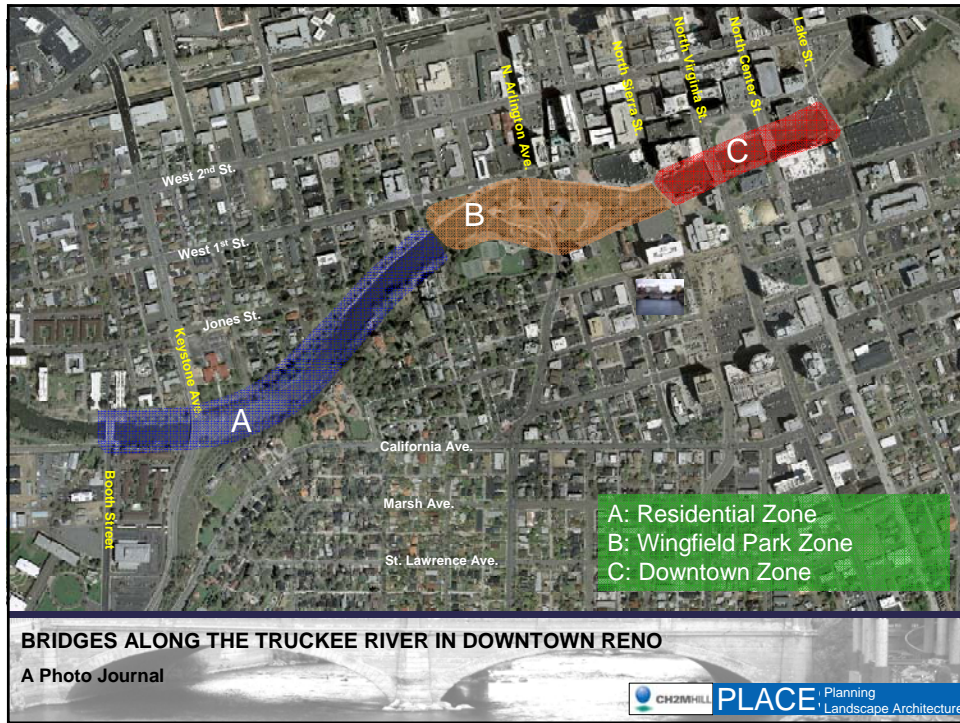 Lake St.
North Center St.
North Virginia St.
North Sierra St.
N. Arlington Ave.
West 2nd St.
C
B
West 1st St.
Jones St.
Keystone Ave.
A
California Ave.
Booth Street
Marsh Ave.
St. Lawrence Ave.
A: Residential Zone
B: Wingfield Park Zone
C: Downtown Zone
BRIDGES ALONG THE TRUCKEE RIVER IN DOWNTOWN RENO
A Photo Journal
CH2MHILL
PLACE
Planning
Landscape Architecture